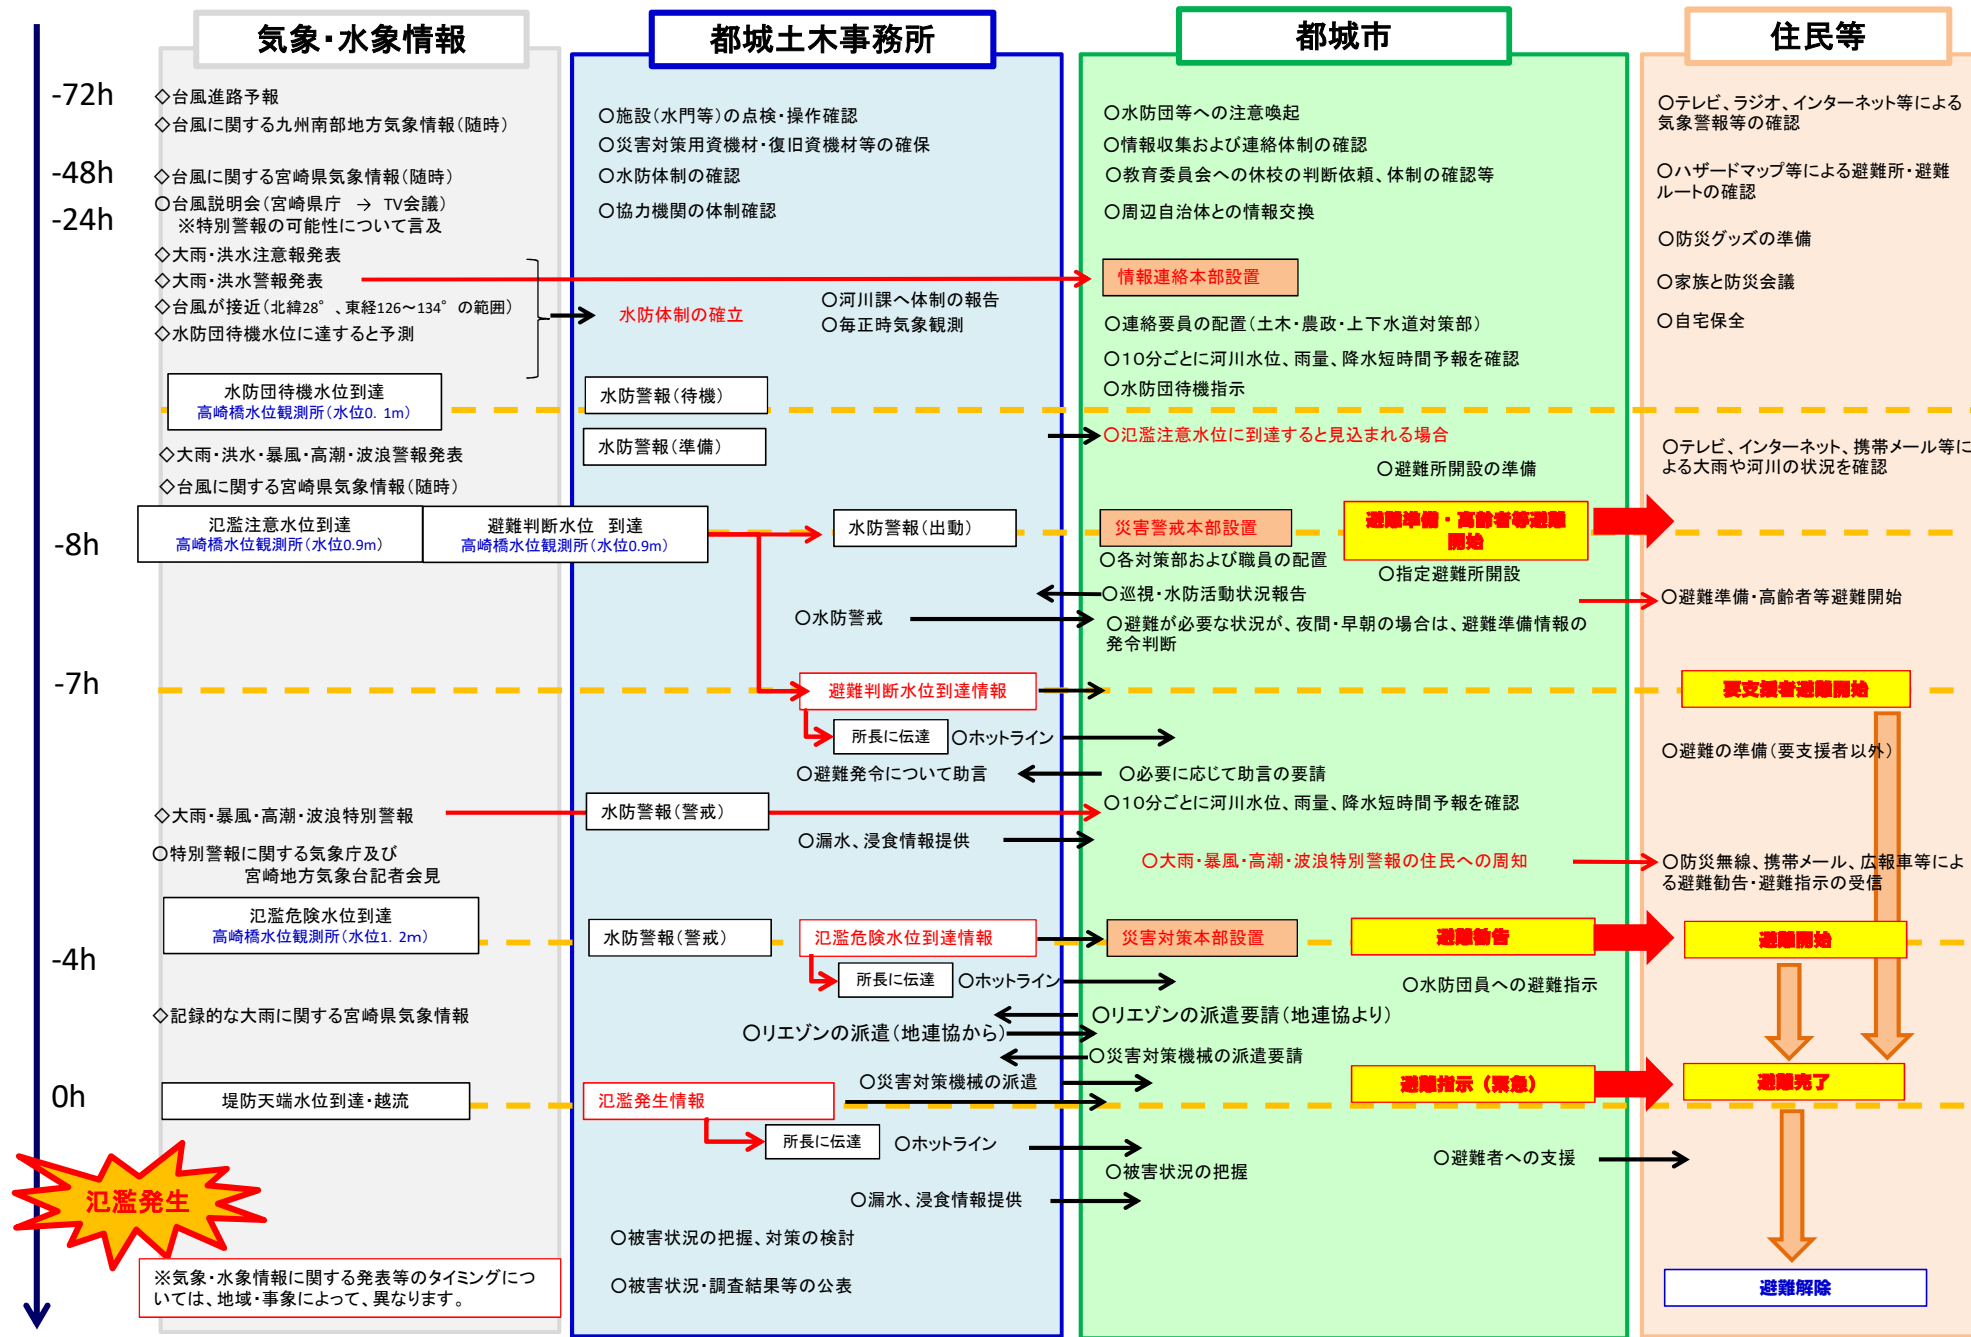 気象・水象情報
都城土木事務所
都城市
住民等
-72h
-48h
-24h
-8h
-7h
-4h
0h
◇台風進路予報
◇台風に関する九州南部地方気象情報(随時)
◇台風に関する宮崎県気象情報(随時)
○台風説明会(宮崎県庁 → TV会議)
※特別警報の可能性について言及
◇大雨・洪水注意報発表
◇大雨・洪水警報発表
◇台風が接近(北緯28°、東経126～134°の範囲)
◇水防団待機水位に達すると予測
水防団待機水位到達
高崎橋水位観測所(水位0. 1m)
◇大雨・洪水・暴風・高潮・波浪警報発表
◇台風に関する宮崎県気象情報(随時)
氾濫注意水位到達
高崎橋水位観測所(水位0.9m)
避難判断水位 到達
高崎橋水位観測所(水位0.9m)
◇大雨・暴風・高潮・波浪特別警報
○特別警報に関する気象庁及び
宮崎地方気象台記者会見
氾濫危険水位到達
高崎橋水位観測所(水位1. 2m)
◇記録的な大雨に関する宮崎県気象情報
堤防天端水位到達・越流
氾濫発生
※気象・水象情報に関する発表等のタイミングにつ
いては、地域・事象によって、異なります。
○施設(水門等)の点検・操作確認
○災害対策用資機材・復旧資機材等の確保
○水防体制の確認
○協力機関の体制確認
水防体制の確立
○河川課へ体制の報告
○毎正時気象観測
水防警報(待機)
水防警報(準備)
水防警報(出動)
○水防警戒
避難判断水位到達情報
所長に伝達
○ホットライン
○避難発令について助言
水防警報(警戒)
○漏水、浸食情報提供
水防警報(警戒)
氾濫危険水位到達情報
所長に伝達
○ホットライン
○リエゾンの派遣(地連協から)
○災害対策機械の派遣
氾濫発生情報
所長に伝達
○ホットライン
○漏水、浸食情報提供
○被害状況の把握、対策の検討
○被害状況・調査結果等の公表
○水防団等への注意喚起
○情報収集および連絡体制の確認
○教育委員会への休校の判断依頼、体制の確認等
○周辺自治体との情報交換
情報連絡本部設置
○連絡要員の配置(土木・農政・上下水道対策部)
○10分ごとに河川水位、雨量、降水短時間予報を確認
○水防団待機指示
○氾濫注意水位に到達すると見込まれる場合
○避難所開設の準備
災害警戒本部設置
避難準備・高齢者等避難
開始
○各対策部および職員の配置
○指定避難所開設
○巡視・水防活動状況報告
○避難が必要な状況が、夜間・早朝の場合は、避難準備情報の
発令判断
○必要に応じて助言の要請
○10分ごとに河川水位、雨量、降水短時間予報を確認
○大雨・暴風・高潮・波浪特別警報の住民への周知
災害対策本部設置
避難勧告
○水防団員への避難指示
○リエゾンの派遣要請(地連協より)
○災害対策機械の派遣要請
避難指示(緊急)
○被害状況の把握
○避難者への支援
○テレビ、ラジオ、インターネット等による
気象警報等の確認
○ハザードマップ等による避難所・避難
ルートの確認
○防災グッズの準備
○家族と防災会議
○自宅保全
○テレビ、インターネット、携帯メール等に
よる大雨や河川の状況を確認
○避難準備・高齢者等避難開始
要支援者避難開始
○避難の準備(要支援者以外)
○防災無線、携帯メール、広報車等によ
る避難勧告・避難指示の受信
避難開始
避難完了
避難解除